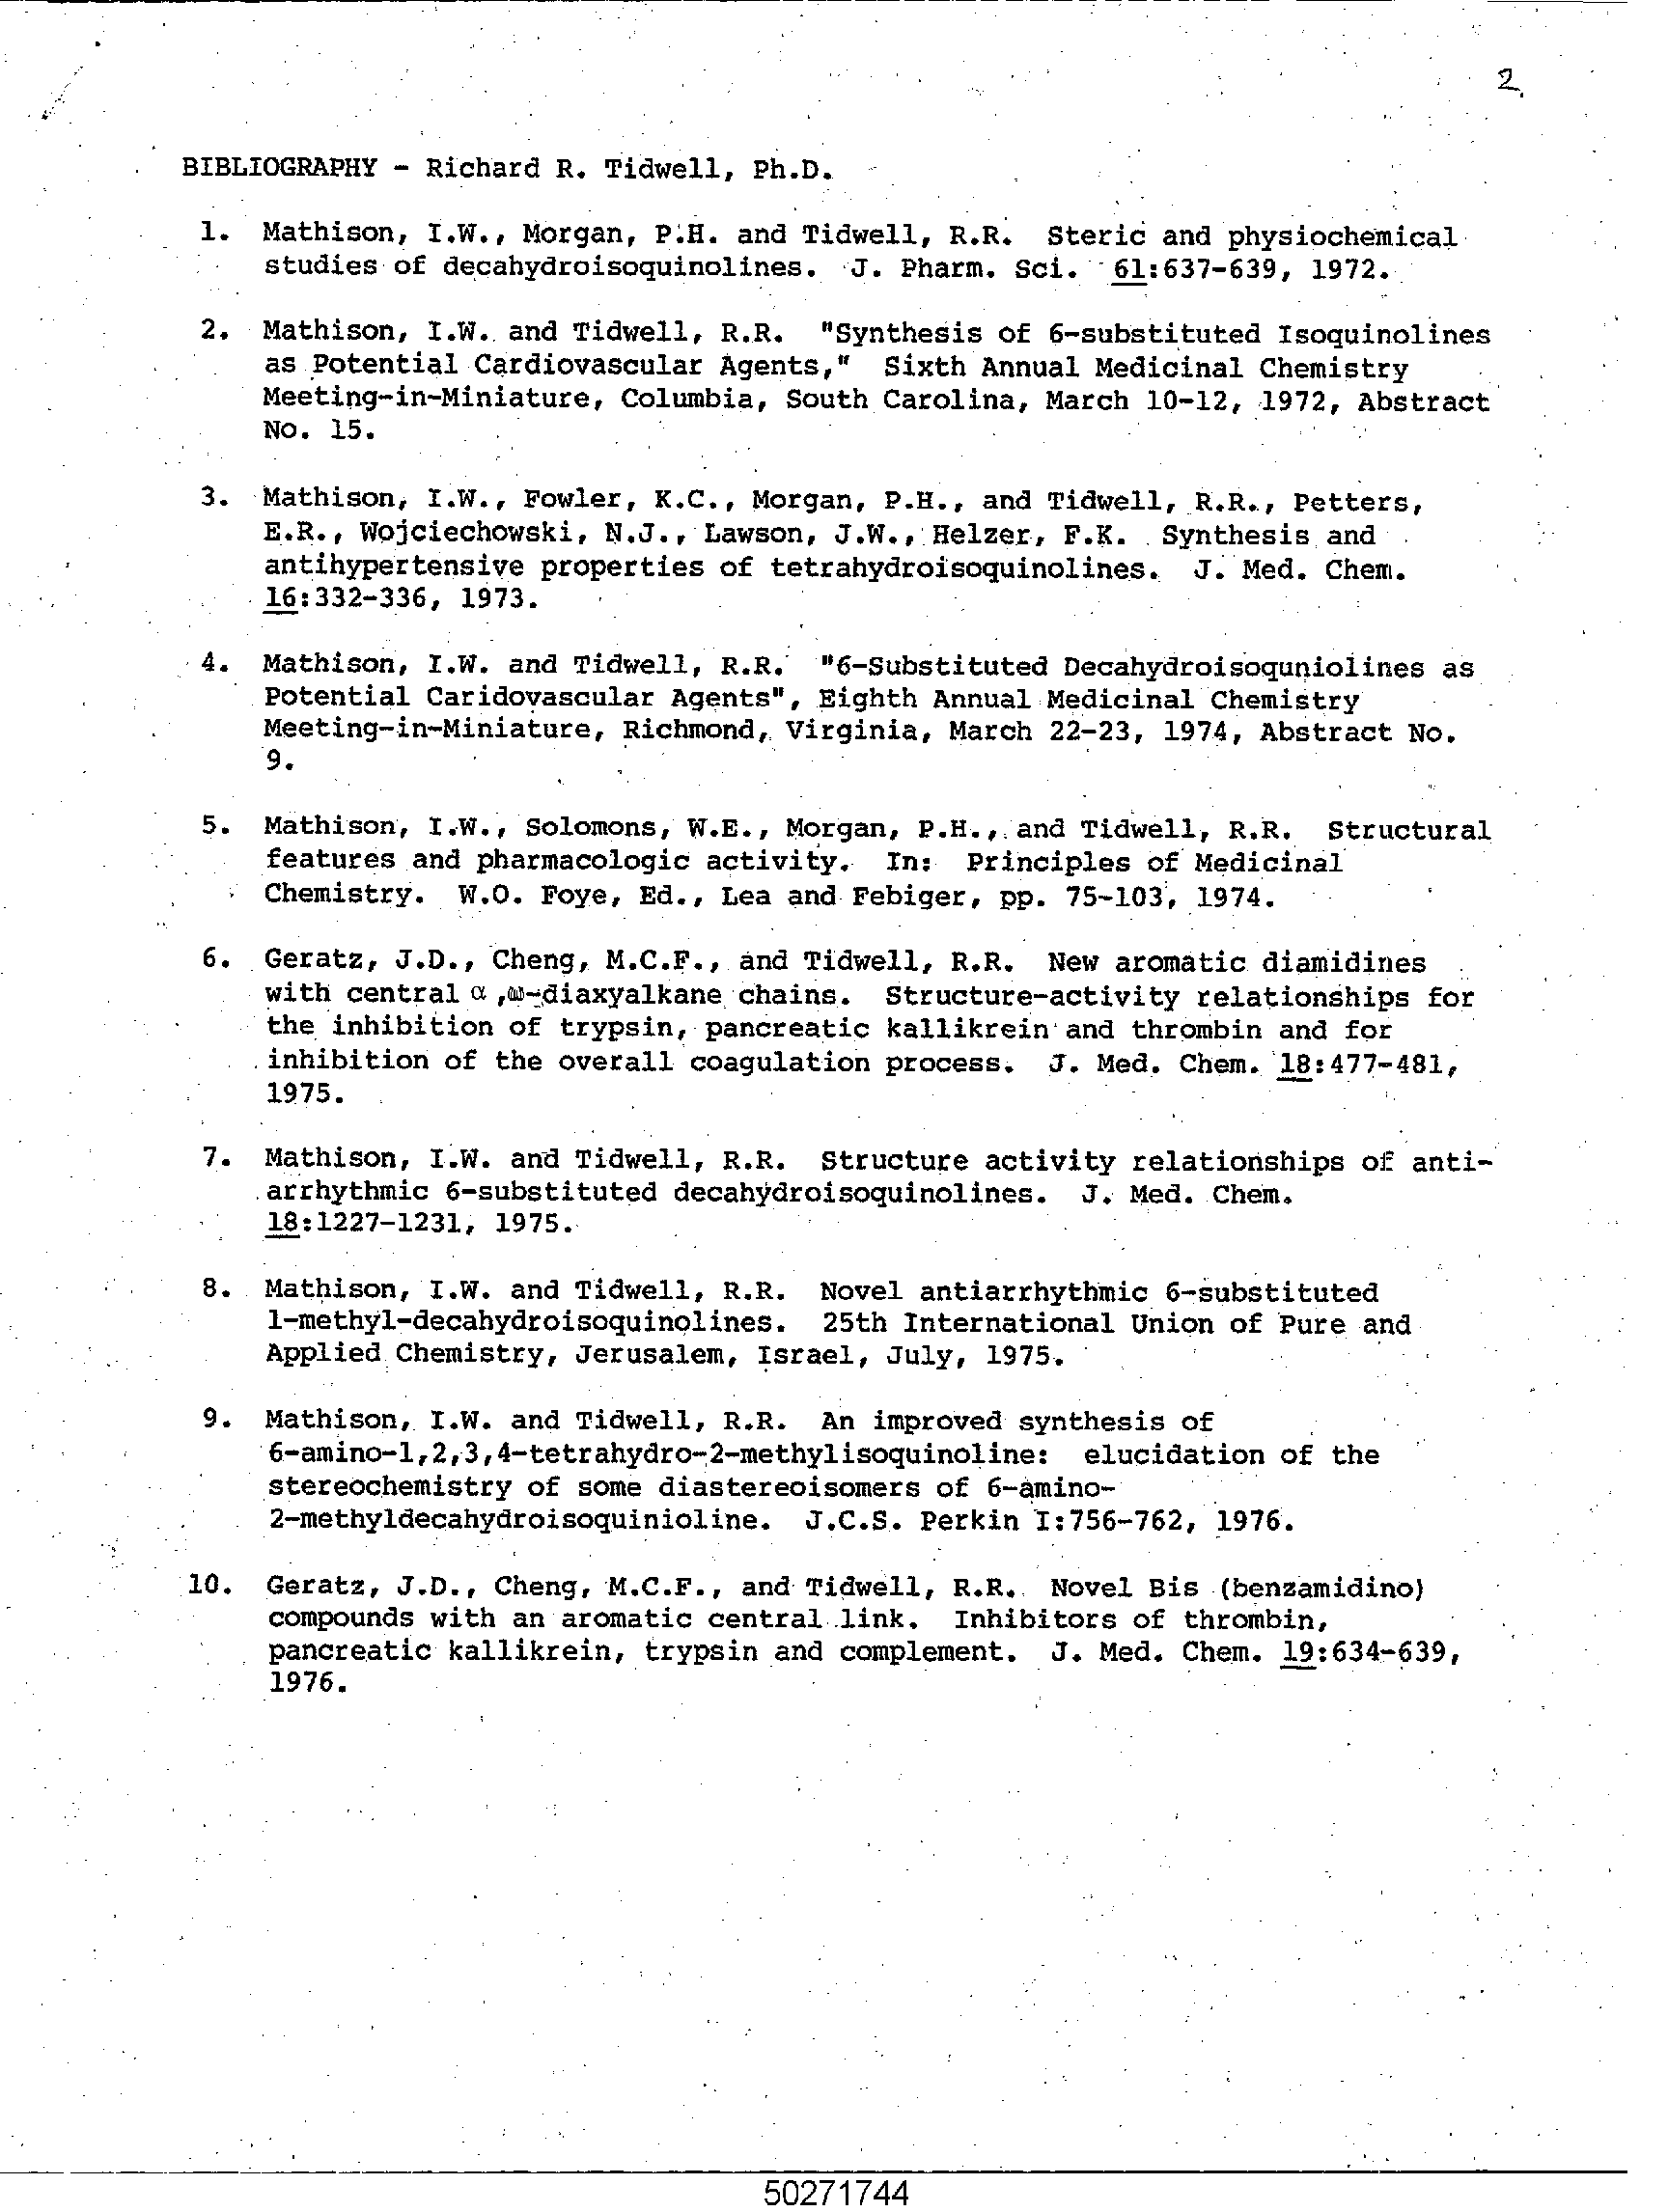 2.
BIBLIOGRAPHY - Richard R. Tidwell, Ph.D.
1. Mathison, I.W., Morgan, P.H. and Tidwell, R.R. Steric and physiochemical
studies of decahydroisoquinolines. J. Pharm. Sci. 61:637-639, 1972.
2. Mathison, I.W. and Tidwell, R.R. "Synthesis of 6-substituted Isoquinolines
as Potential Cardiovascular Agents," Sixth Annual Medicinal Chemistry
Meeting-in-Miniature, Columbia, South Carolina, March 10-12, 1972, Abstract
No. 15.
3. Mathison, I.W., Fowler, K.C., Morgan, P.H., and Tidwell, R.R., Petters,
E.R., Wojciechowski, N.J., Lawson, J.W., Helzer, F.K. Synthesis and
antihypertensive properties of tetrahydroisoquinolines. J. Med. Chem.
16:332-336, 1973.
4. Mathison, I.W. and Tidwell, R.R. "6-Substituted Decahydroisoquniolines as
Potential Caridovascular Agents", Eighth Annual Medicinal Chemistry
Meeting-in-Miniature, Richmond, Virginia, March 22-23, 1974, Abstract No.
9.
5. Mathison, I.W., Solomons, W.E., Morgan, P.H., and Tidwell, R.R. Structural
features and pharmacologic activity. In: Principles of Medicinal
Chemistry. W.O. Foye, Ed., Lea and Febiger, pp. 75-103, 1974.
6. Geratz, J.D., Cheng, M.C.F., and Tidwell, R.R. New aromatic diamidines
with central α,ω-diaxyalkane chains. Structure-activity relationships for
the inhibition of trypsin, pancreatic kallikrein and thrombin and for
inhibition of the overall coagulation process. J. Med. Chem. 18:477-481,
1975.
7. Mathison, I.W. and Tidwell, R.R. Structure activity relationships of anti-
arrhythmic 6-substituted decahydroisoquinolines. J. Med. Chem.
18:1227-1231, 1975.
8. Mathison, I.W. and Tidwell, R.R. Novel antiarrhythmic 6-substituted
1-methyl-decahydroisoquinolines. 25th International Union of Pure and
Applied Chemistry, Jerusalem, Israel, July, 1975.
9. Mathison, I.W. and Tidwell, R.R. An improved synthesis of
6-amino-1,2,3,4-tetrahydro-2-methylisoquinoline: elucidation of the
stereochemistry of some diastereoisomers of 6-amino-
2-methyldecahydroisoquinioline. J.C.S. Perkin I:756-762, 1976.
10. Geratz, J.D., Cheng, M.C.F., and Tidwell, R.R. Novel Bis (benzamidino)
compounds with an aromatic central link. Inhibitors of thrombin,
pancreatic kallikrein, trypsin and complement. J. Med. Chem. 19:634-639,
1976.
50271744